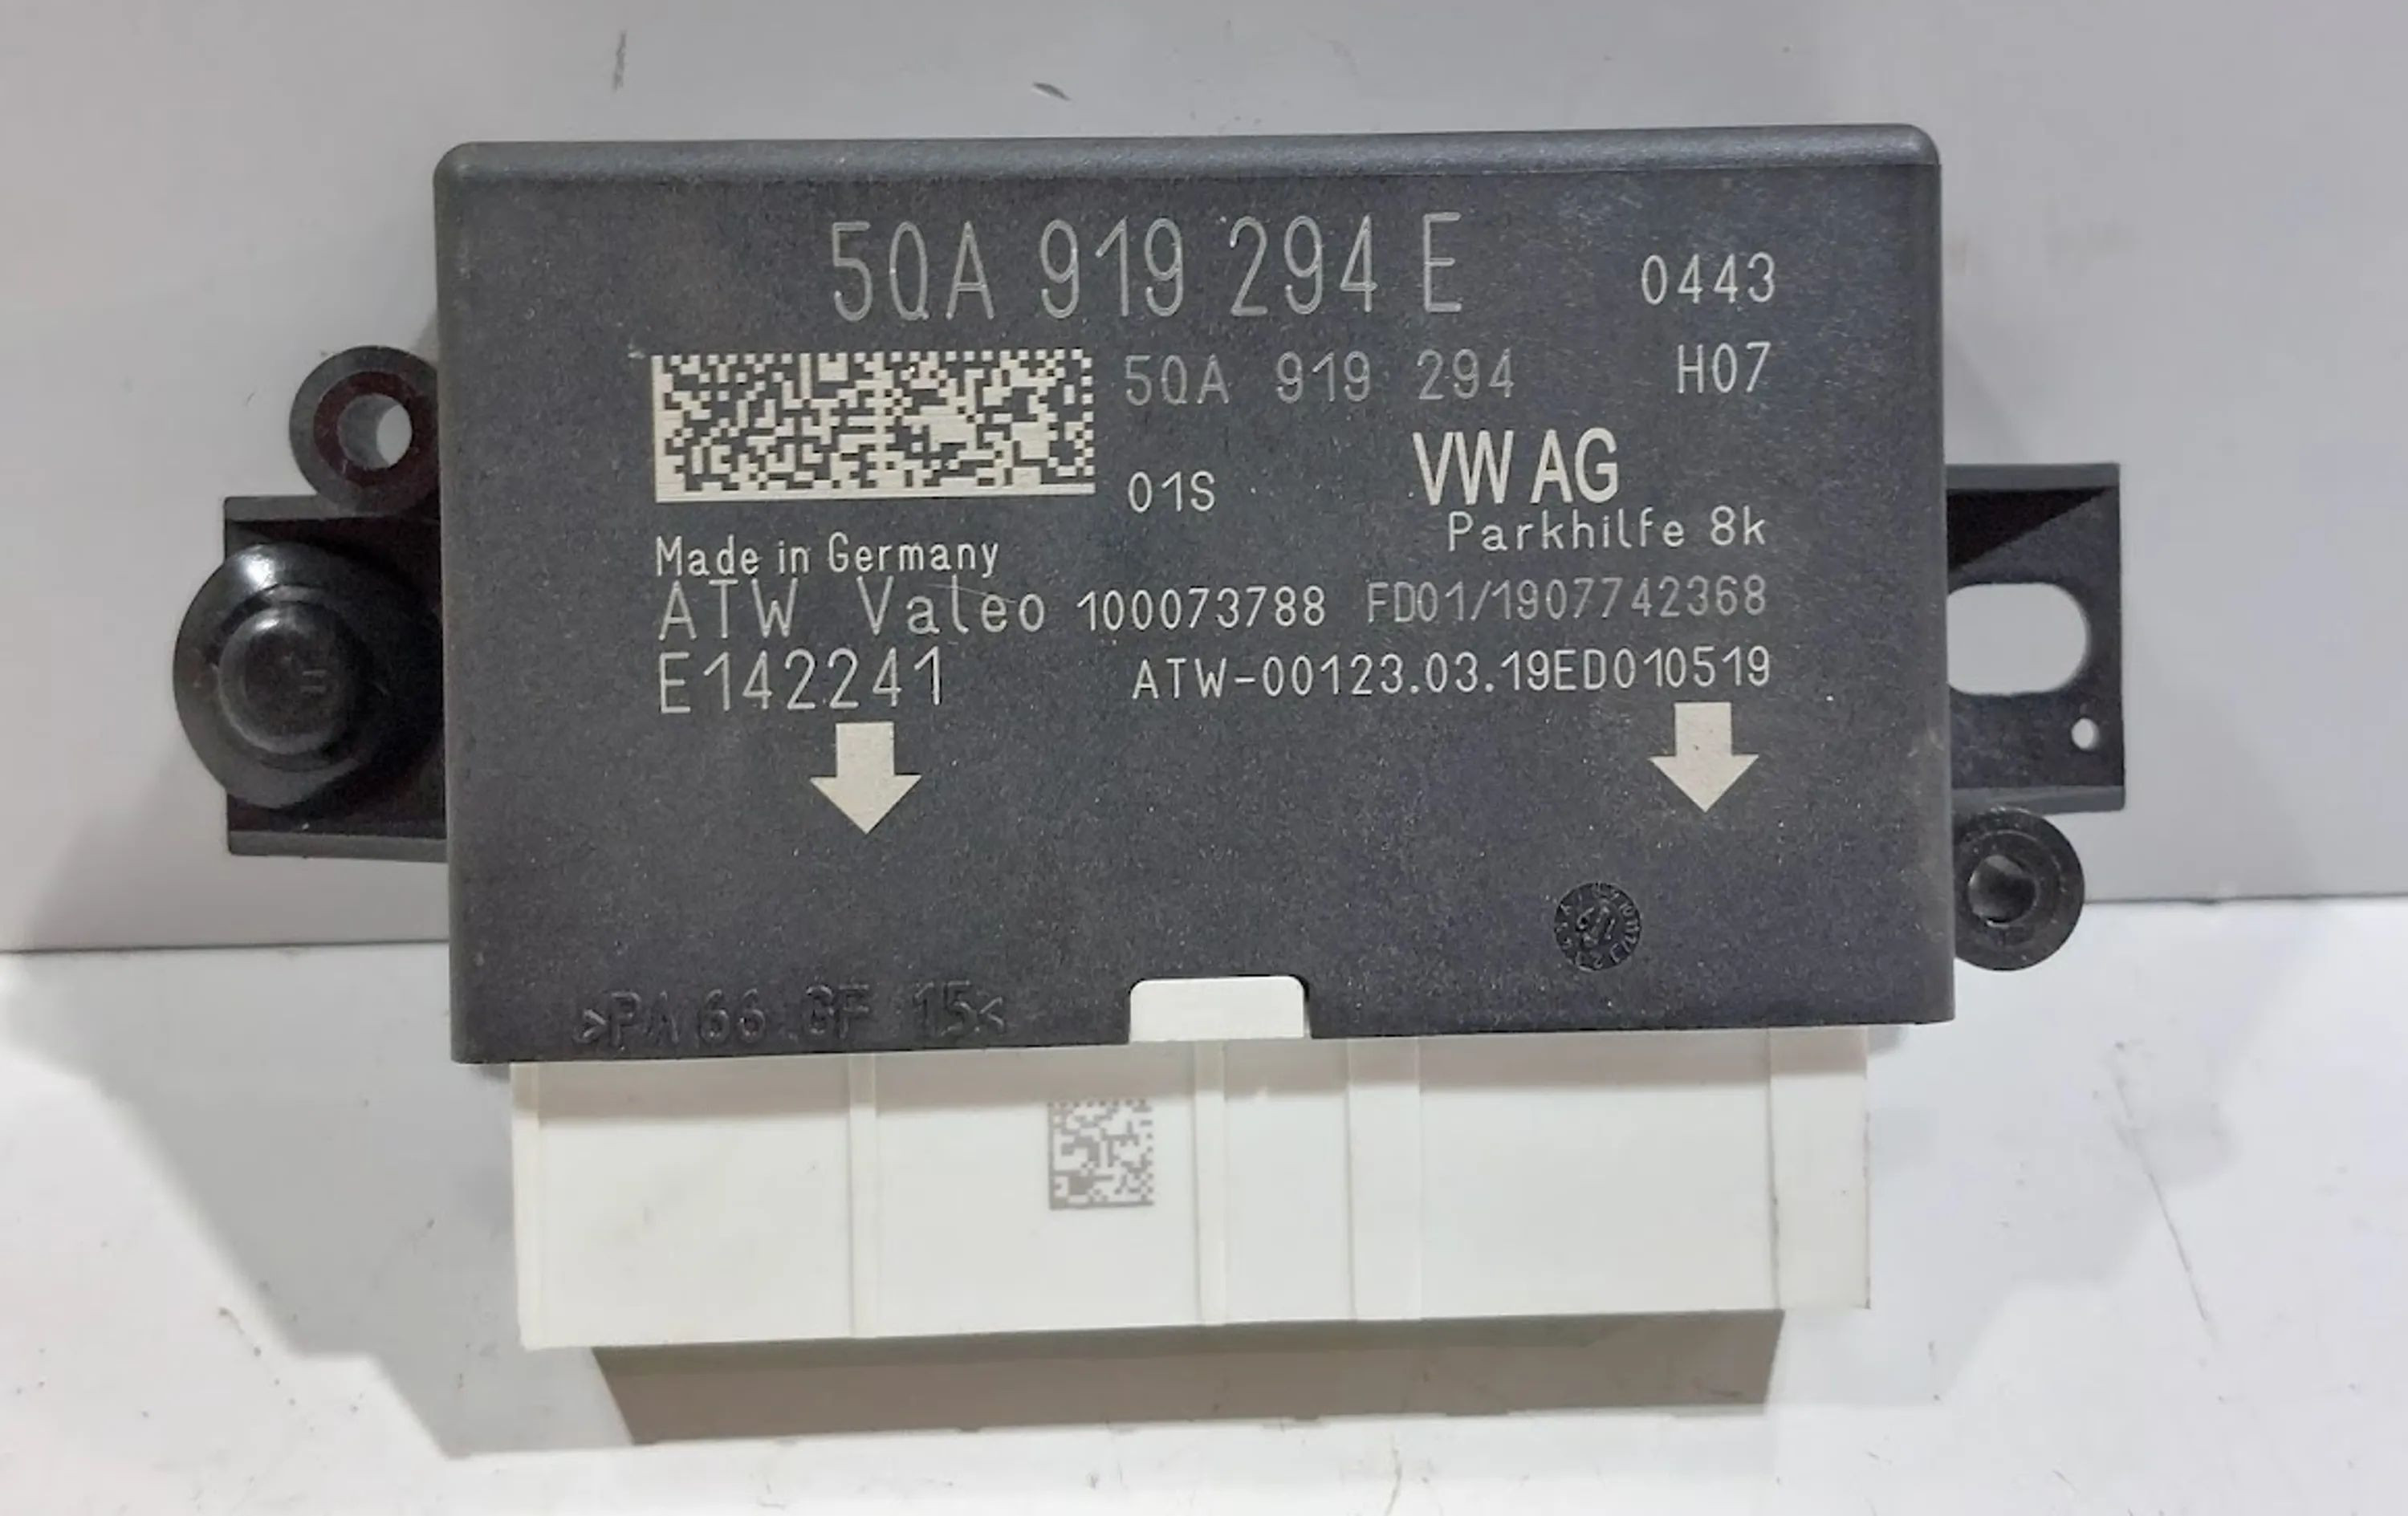 5QA 919 294 E 0443
5QA 919 294 H07
01S VW AG
Parkhilfe 8k
Made in Germany
ATW Valeo 100073788 FD01/1907742368
E142241 ATW-00123.03.19ED010519
>PA 66 GF 15<